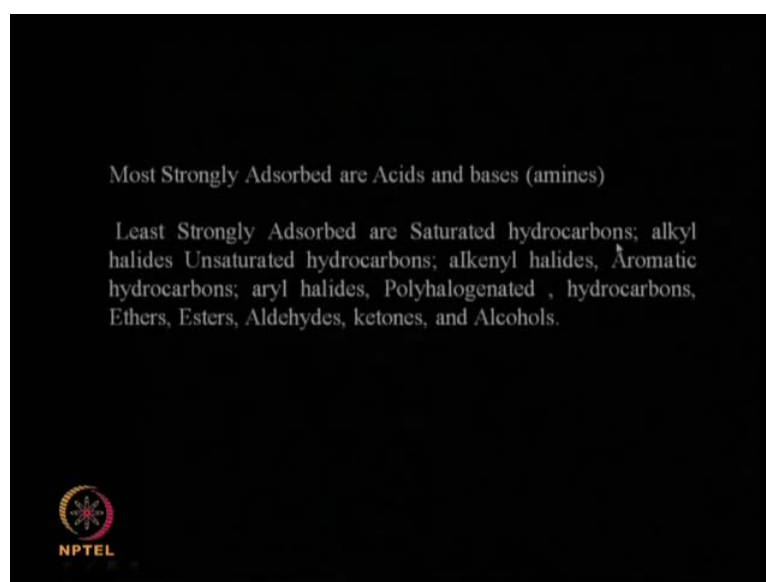 Most Strongly Adsorbed are Acids and bases (amines)
Least Strongly Adsorbed are Saturated hydrocarbons; alkyl
halides Unsaturated hydrocarbons; alkenyl halides, Aromatic
hydrocarbons; aryl halides, Polyhalogenated , hydrocarbons,
Ethers, Esters, Aldehydes, ketones, and Alcohols.
NPTEL